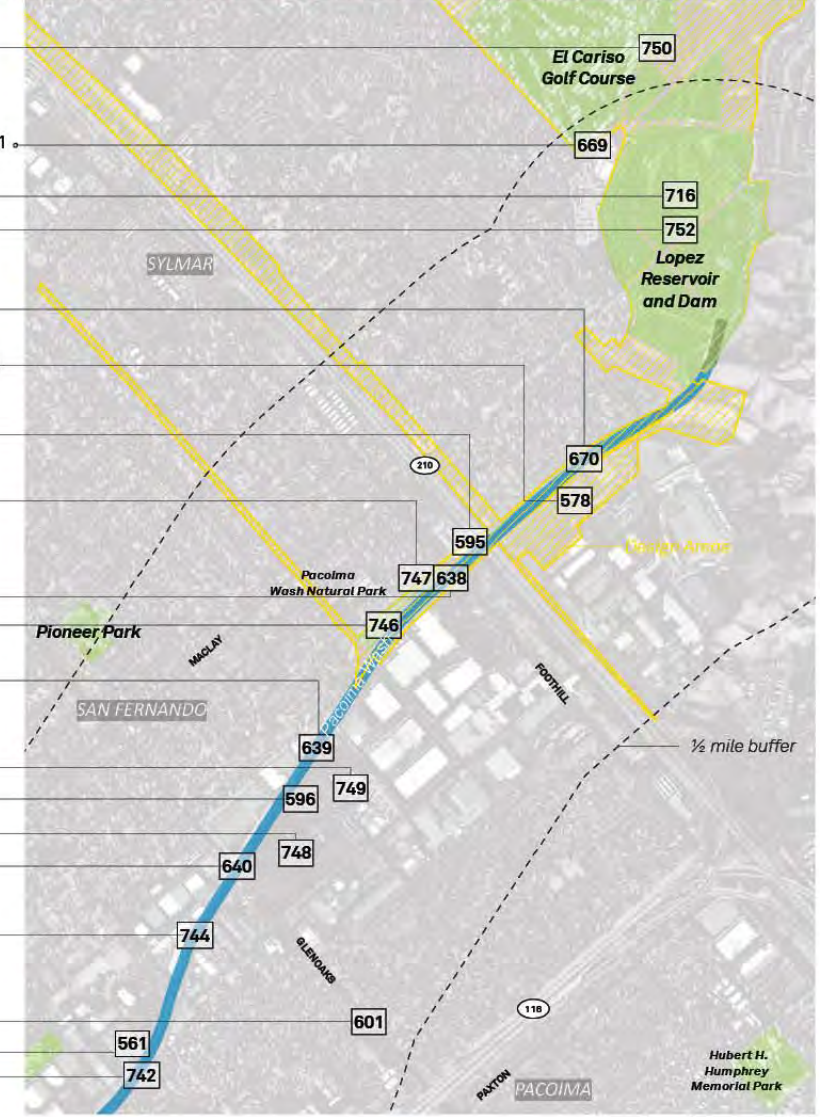 750
El Cariso
Golf Course
1
669
716
752
Lopez
Reservoir
and Dam
SYLMAR
210
670
578
595
Design Areas
Pacoima
Wash Natural Park
747
638
746
Pioneer Park
MACLAY
FOOTHILL
Pacoima Wash
SAN FERNANDO
639
½ mile buffer
749
596
748
640
744
GLENOAKS
601
118
561
742
PAXTON
PACOIMA
Hubert H.
Humphrey
Memorial Park